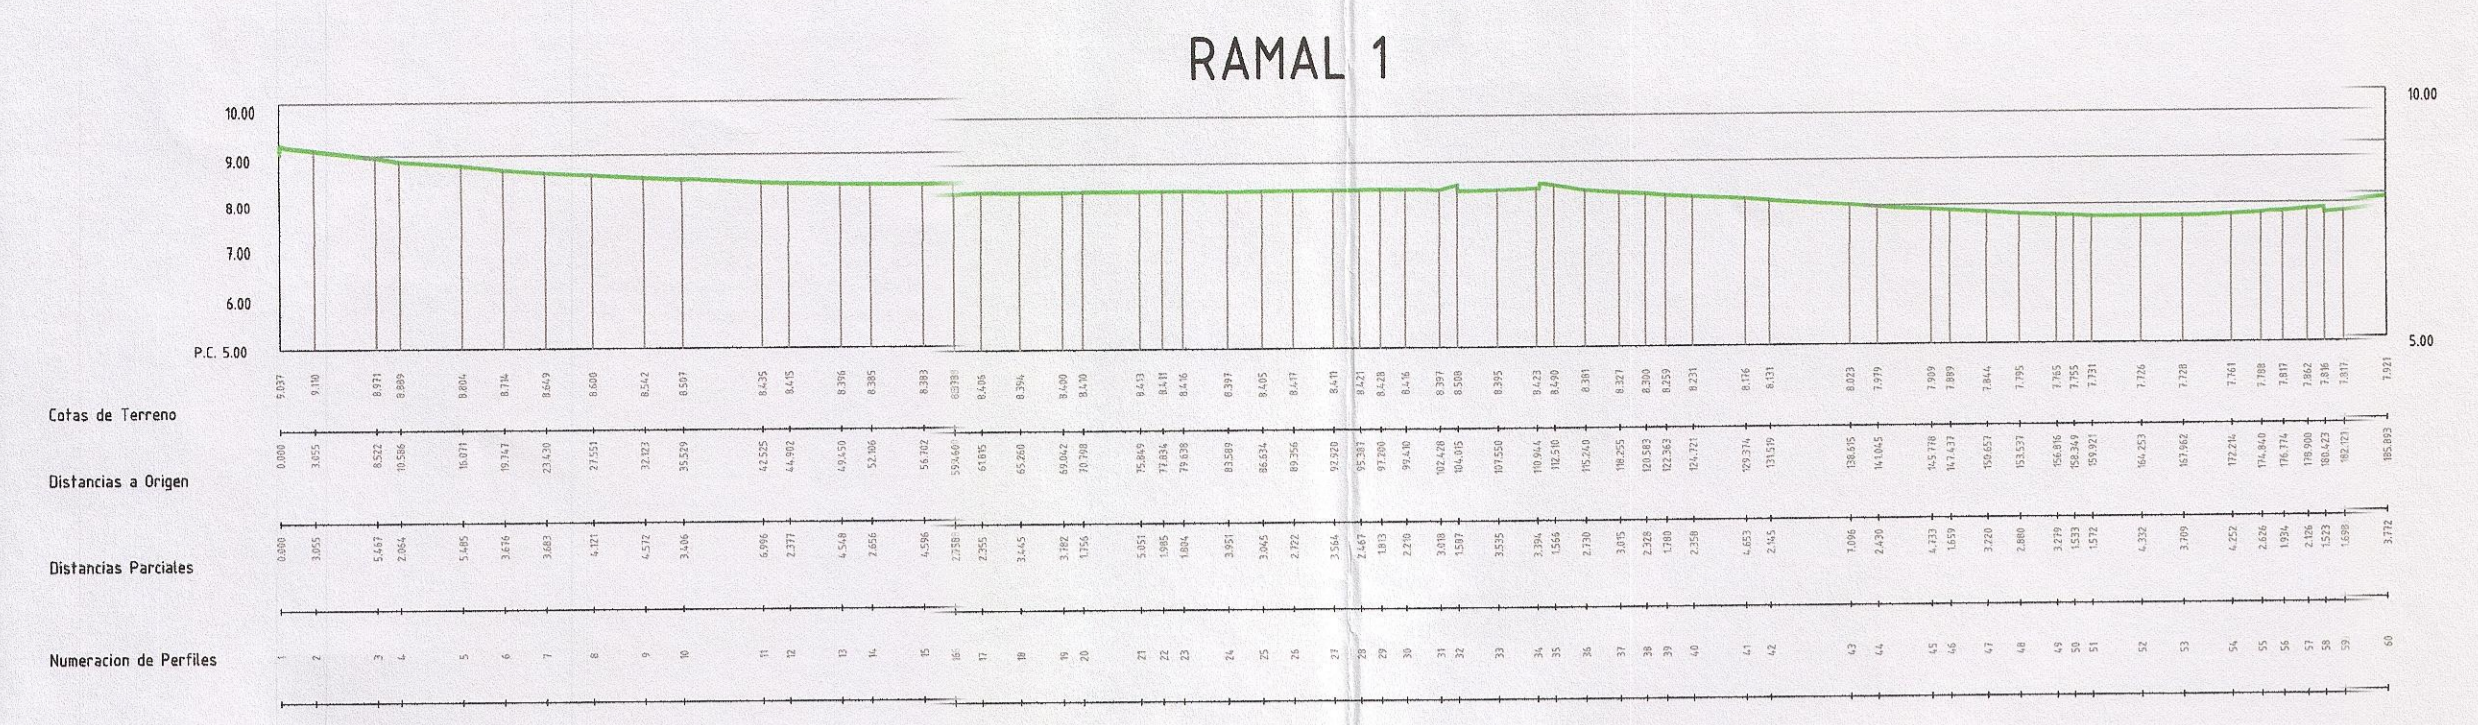 RAMAL 1
10.00
10.00
9.00
8.00
7.00
6.00
P.C. 5.00
5.00
9.037 9.110 8.971 8.889 8.804 8.714 8.649 8.600 8.542 8.507 8.435 8.415 8.396 8.385 8.383 8.406 8.394 8.400 8.410 8.413 8.411 8.416 8.397 8.405 8.417 8.411 8.421 8.428 8.416 8.397 8.508 8.395 8.423 8.490 8.381 8.327 8.300 8.259 8.231 8.176 8.131 8.023 7.979 7.909 7.889 7.844 7.795 7.765 7.755 7.731 7.726 7.728 7.761 7.788 7.817 7.862 7.816 7.817 7.921
Cotas de Terreno
0.000 3.055 8.522 10.586 16.071 19.747 23.430 27.551 32.123 35.529 42.525 44.902 49.450 52.106 56.702 61.815 65.260 69.042 70.798 75.849 77.834 79.638 83.589 86.634 89.356 92.920 95.387 97.200 99.410 102.428 104.015 107.550 110.944 112.510 115.240 118.255 120.583 122.363 124.721 129.374 131.519 138.615 141.045 145.778 147.437 150.657 153.537 156.816 158.349 159.921 164.253 167.962 172.214 174.840 176.774 178.900 180.423 182.121 185.893
Distancias a Origen
0.000 3.055 5.467 2.064 5.485 3.676 3.683 4.121 4.572 3.406 6.996 2.377 4.548 2.656 4.596 2.355 3.445 3.782 1.756 5.051 1.985 1.804 3.951 3.045 2.722 3.564 2.467 1.813 2.210 3.018 1.587 3.535 3.394 1.566 2.730 3.015 2.328 1.780 2.358 4.653 2.145 7.096 2.430 4.733 1.659 3.220 2.880 3.279 1.533 1.572 4.332 3.709 4.252 2.626 1.934 2.126 1.523 1.698 3.772
Distancias Parciales
1 2 3 4 5 6 7 8 9 10 11 12 13 14 15 16 17 18 19 20 21 22 23 24 25 26 27 28 29 30 31 32 33 34 35 36 37 38 39 40 41 42 43 44 45 46 47 48 49 50 51 52 53 54 55 56 57 58 59 60
Numeracion de Perfiles